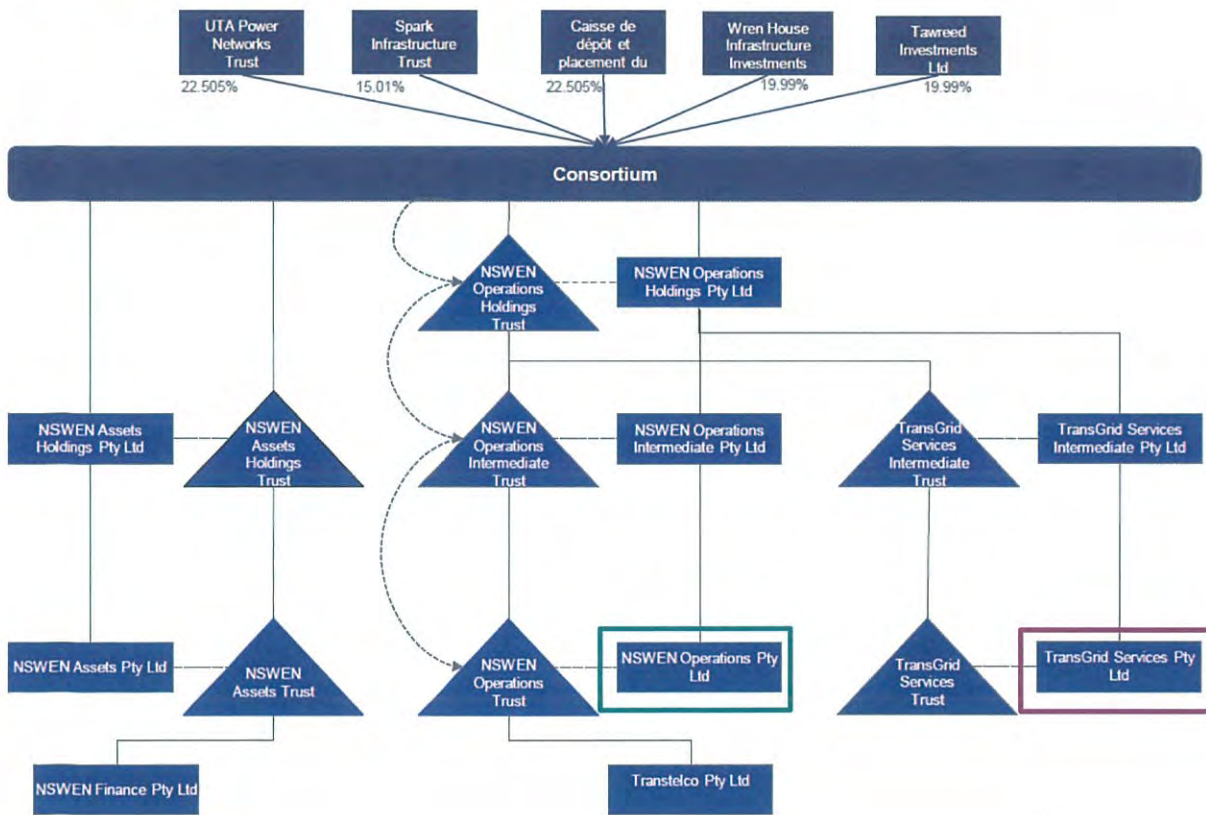 UTA Power
Networks
Trust
Spark
Infrastructure
Trust
Caisse de
dépôt et
placement du
Wren House
Infrastructure
Investments
Tawreed
Investments
Ltd
22.505%
15.01%
22.505%
19.99%
19.99%
Consortium
NSWEN
Operations
Holdings
Trust
NSWEN Operations
Holdings Pty Ltd
NSWEN Assets
Holdings Pty Ltd
NSWEN
Assets
Holdings
Trust
NSWEN
Operations
Intermediate
Trust
NSWEN Operations
Intermediate Pty Ltd
TransGrid
Services
Intermediate
Trust
TransGrid Services
Intermediate Pty Ltd
NSWEN Assets Pty Ltd
NSWEN
Assets Trust
NSWEN
Operations
Trust
NSWEN Operations Pty
Ltd
TransGrid
Services
Trust
TransGrid Services Pty
Ltd
NSWEN Finance Pty Ltd
Transtelco Pty Ltd